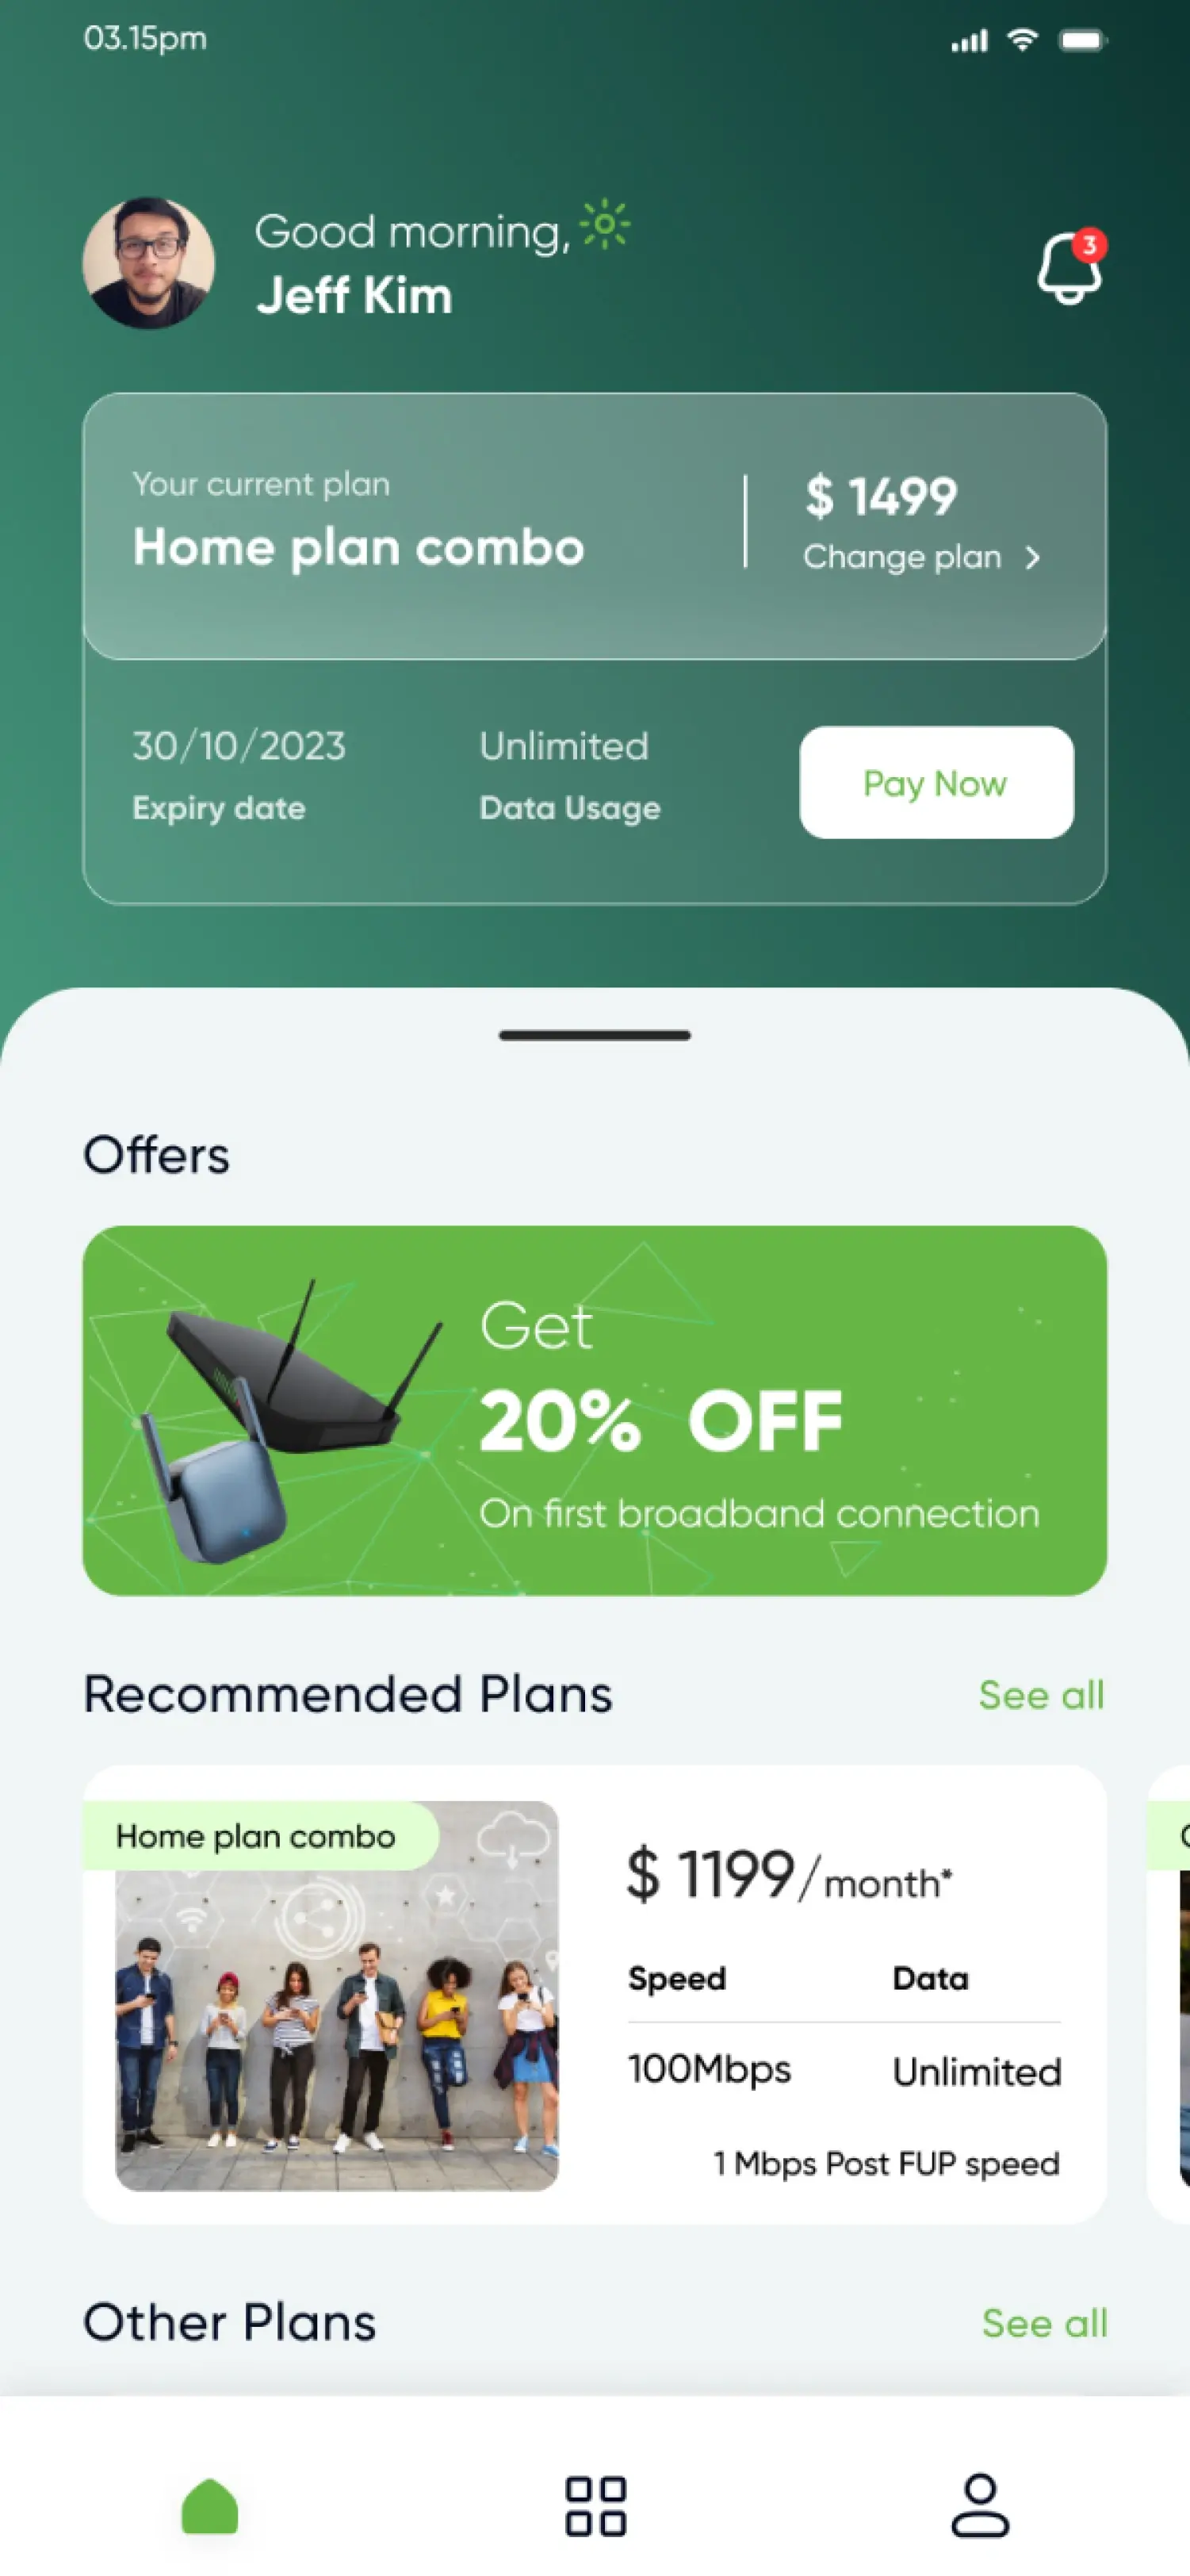 03.15pm
Good morning,
Jeff Kim
3
Your current plan
Home plan combo
$ 1499
Change plan
30/10/2023
Expiry date
Unlimited
Data Usage
Pay Now
Offers
Get
20% OFF
On first broadband connection
Recommended Plans
See all
Home plan combo
$ 1199/month*
Speed Data
100Mbps Unlimited
1 Mbps Post FUP speed
Other Plans
See all